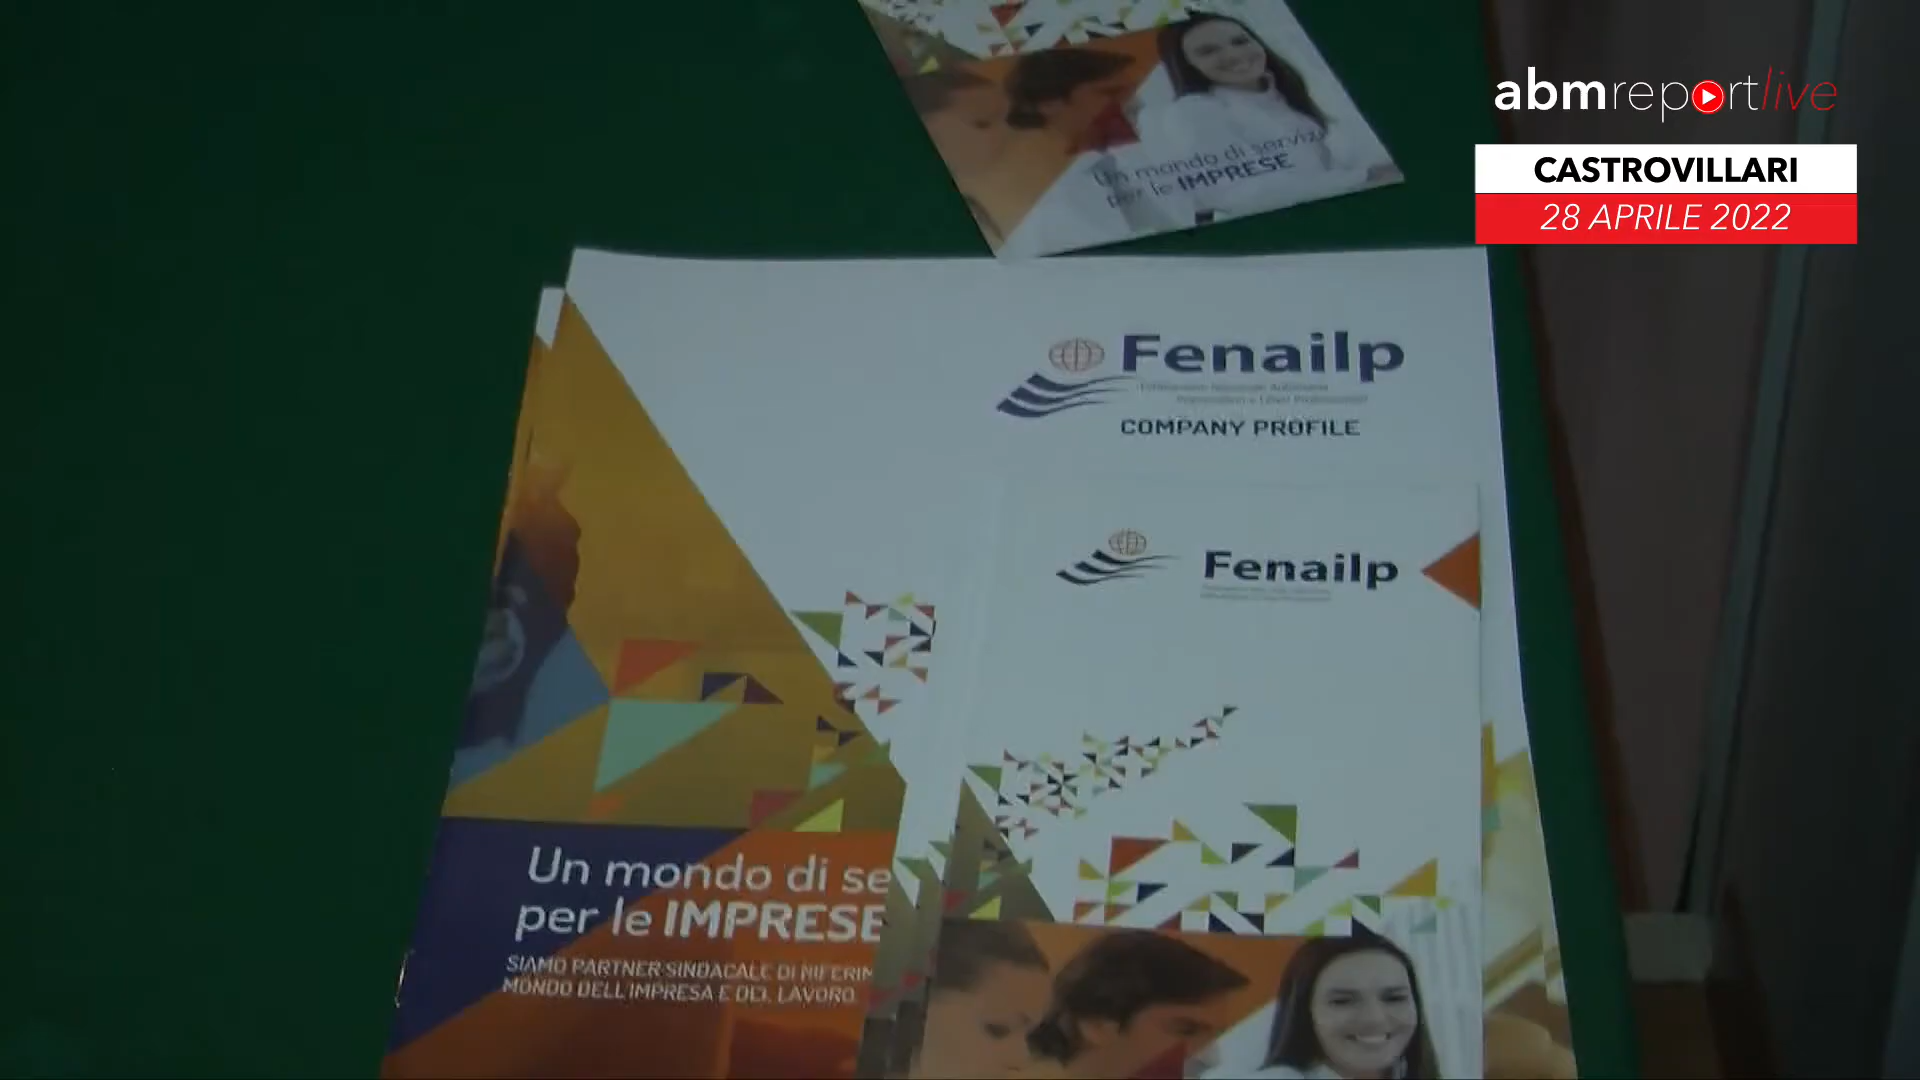 abmreportlive
CASTROVILLARI
28 APRILE 2022
Un mondo di servizi
per le IMPRESE
Fenailp
COMPANY PROFILE
Fenailp
Un mondo di se
per le IMPRESE
SIAMO PARTNER SINDACALE DI RIFERIM
MONDO DELL'IMPRESA E DEL LAVORO